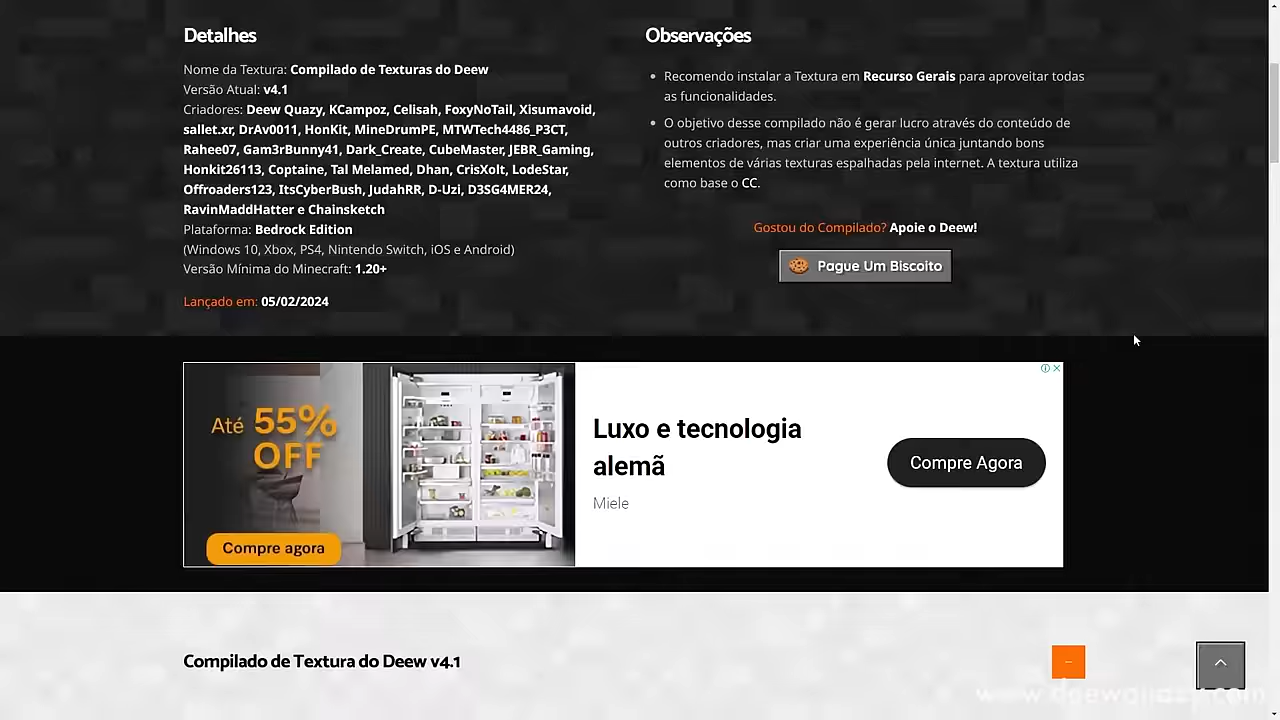 Detalhes
Nome da Textura: Compilado de Texturas do Deew
Versão Atual: v4.1
Criadores: Deew Quazy, KCampoz, Celisah, FoxyNoTail, Xisumavoid,
sallet.xr, DrAv0011, HonKit, MineDrumPE, MTWTech4486_P3CT,
Rahee07, Gam3rBunny41, Dark_Create, CubeMaster, JEBR_Gaming,
Honkit26113, Coptaine, Tal Melamed, Dhan, CrisXolt, LodeStar,
Offroaders123, ItsCyberBush, JudahRR, D-Uzi, D3SG4MER24,
RavinMaddHatter e Chainsketch
Plataforma: Bedrock Edition
(Windows 10, Xbox, PS4, Nintendo Switch, iOS e Android)
Versão Mínima do Minecraft: 1.20+
Lançado em: 05/02/2024
Observações
Recomendo instalar a Textura em Recurso Gerais para aproveitar todas
as funcionalidades.
O objetivo desse compilado não é gerar lucro através do conteúdo de
outros criadores, mas criar uma experiência única juntando bons
elementos de várias texturas espalhadas pela internet. A textura utiliza
como base o CC.
Gostou do Compilado? Apoie o Deew!
Pague Um Biscoito
Até 55%
OFF
Compre agora
Luxo e tecnologia
alemã
Miele
Compre Agora
Compilado de Textura do Deew v4.1